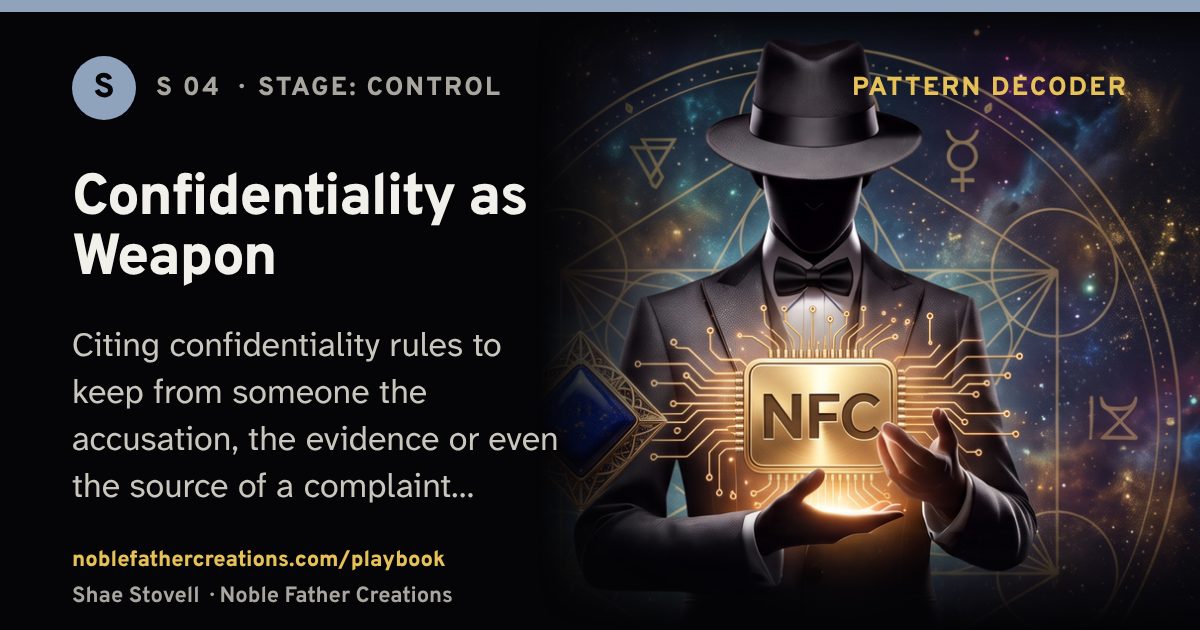 S
S 04 · STAGE: CONTROL
PATTERN DECODER
Confidentiality as
Weapon
Citing confidentiality rules to
keep from someone the
accusation, the evidence or even
the source of a complaint...
NFC
noblefathercreations.com/playbook
Shae Stovell · Noble Father Creations